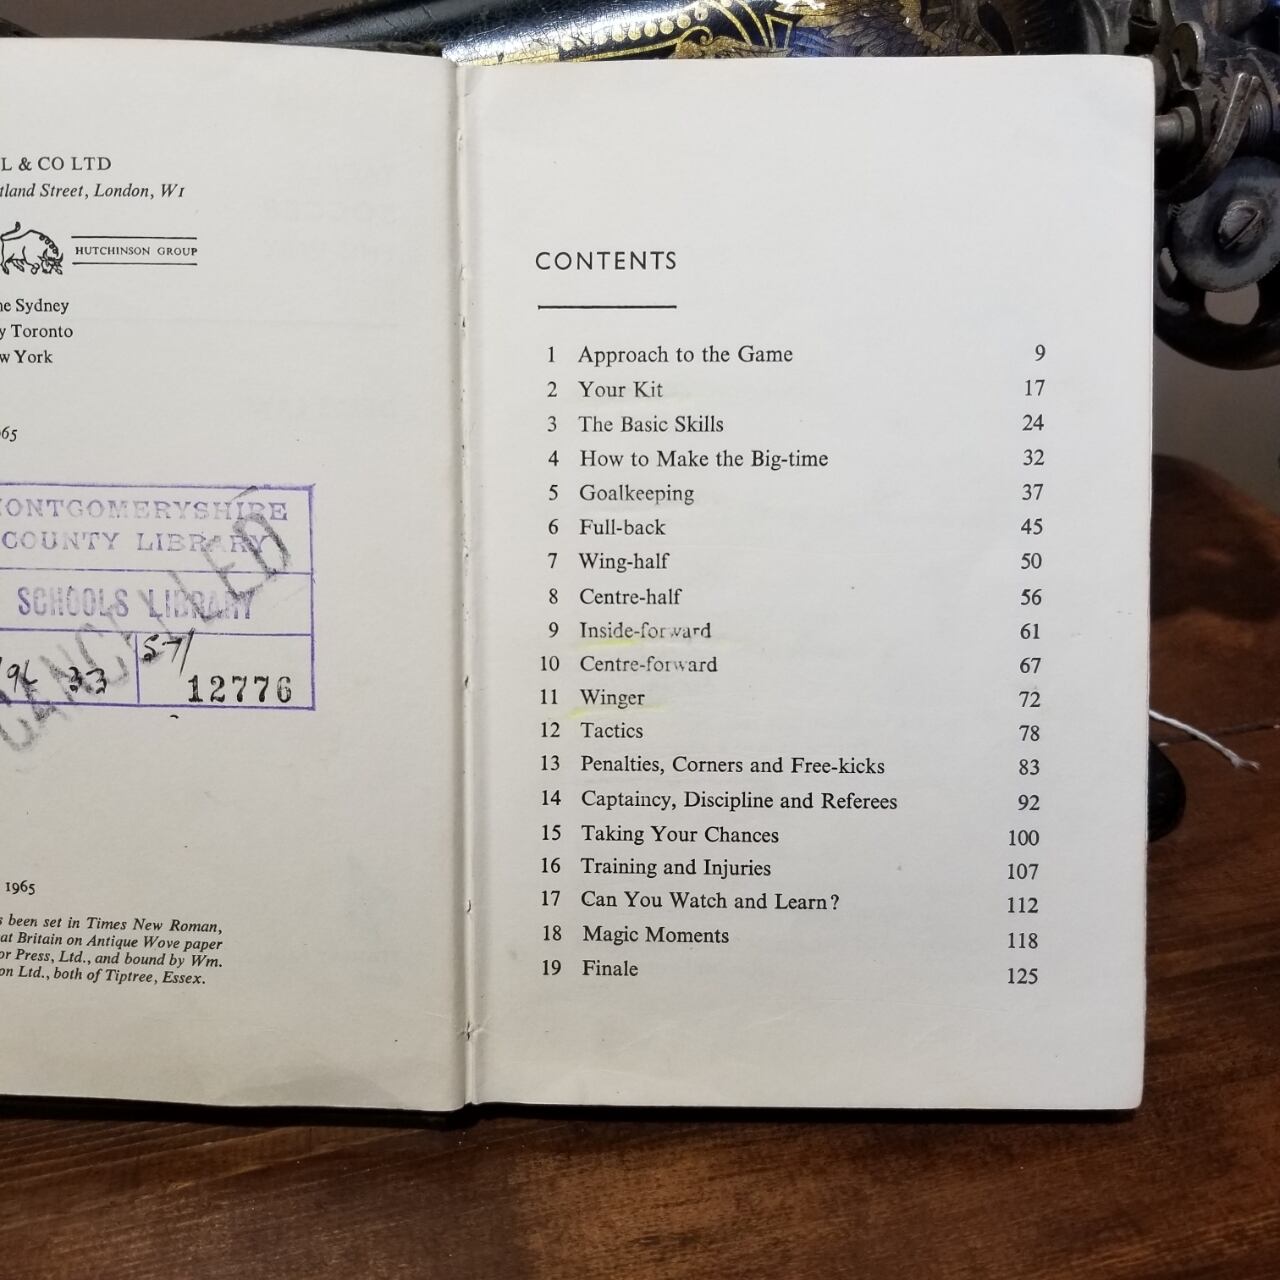 L & CO LTD
tland Street, London, W1
HUTCHINSON GROUP
ne Sydney
y Toronto
w York
965
ONTGOMERYSHIRE
COUNTY LIBRARY
SCHOOLS LIBRARY
CANCELLED
33 571
12776
1965
s been set in Times New Roman,
at Britain on Antique Wove paper
or Press, Ltd., and bound by Wm.
on Ltd., both of Tiptree, Essex.
CONTENTS
1 Approach to the Game 9
2 Your Kit 17
3 The Basic Skills 24
4 How to Make the Big-time 32
5 Goalkeeping 37
6 Full-back 45
7 Wing-half 50
8 Centre-half 56
9 Inside-forward 61
10 Centre-forward 67
11 Winger 72
12 Tactics 78
13 Penalties, Corners and Free-kicks 83
14 Captaincy, Discipline and Referees 92
15 Taking Your Chances 100
16 Training and Injuries 107
17 Can You Watch and Learn? 112
18 Magic Moments 118
19 Finale 125